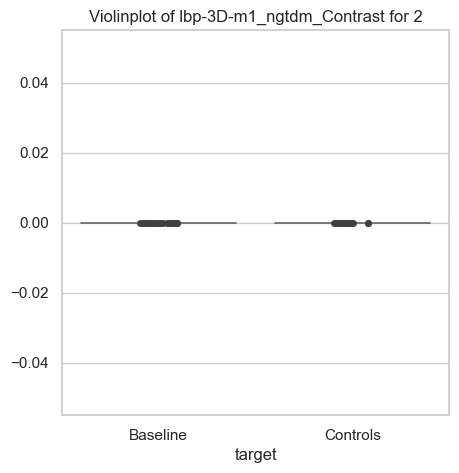 Violinplot of lbp-3D-m1_ngtdm_Contrast for 2
0.04
0.02
0.00
−0.02
−0.04
Baseline
Controls
target